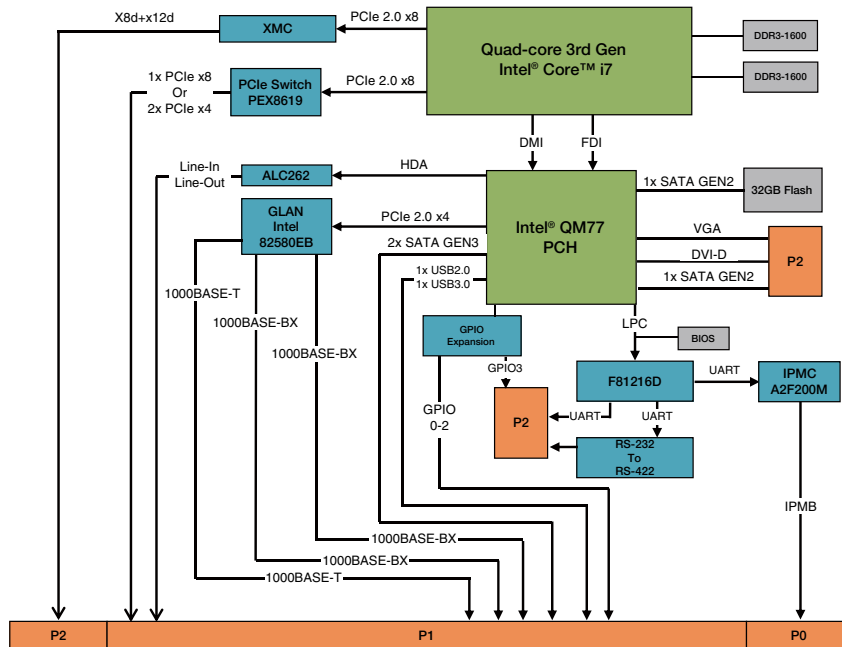 X8d+x12d
XMC
PCIe 2.0 x8
Quad-core 3rd Gen
Intel® Core™ i7
DDR3-1600
DDR3-1600
1x PCIe x8
Or
2x PCIe x4
PCIe Switch
PEX8619
PCIe 2.0 x8
DMI
FDI
Line-In
Line-Out
ALC262
HDA
GLAN
Intel
82580EB
PCIe 2.0 x4
Intel® QM77
PCH
1x SATA GEN2
32GB Flash
VGA
DVI-D
1x SATA GEN2
P2
2x SATA GEN3
1x USB2.0
1x USB3.0
1000BASE-T
1000BASE-BX
1000BASE-BX
GPIO
Expansion
LPC
BIOS
GPIO3
GPIO
0-2
F81216D
UART
IPMC
A2F200M
P2
UART
UART
RS-232
To
RS-422
IPMB
1000BASE-BX
1000BASE-BX
1000BASE-T
P2
P1
P0